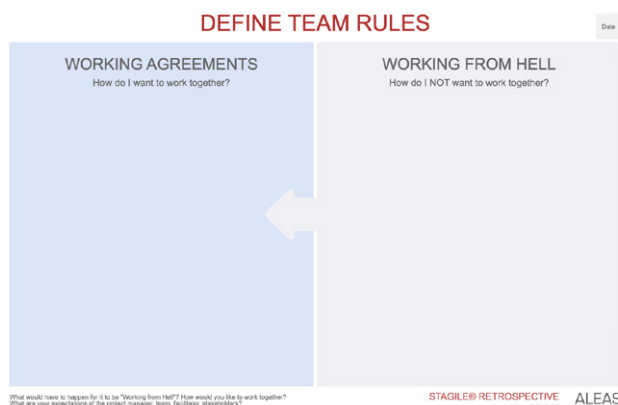 DEFINE TEAM RULES
Date
WORKING AGREEMENTS
How do I want to work together?
WORKING FROM HELL
How do I NOT want to work together?
What would have to happen for it to be "Working from Hell"? How would you like to work together?
What are your expectations of the project manager, team, facilitator, stakeholders?
STAGILE® RETROSPECTIVE
ALEAS